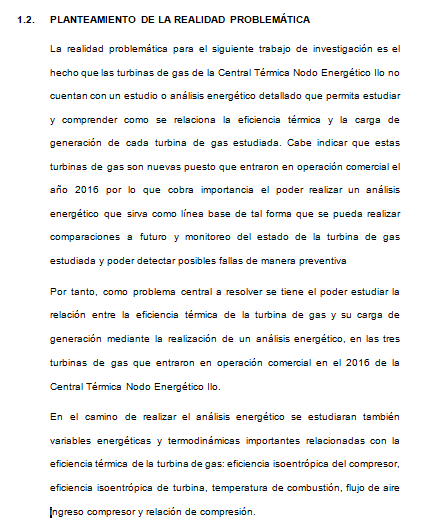 1.2. PLANTEAMIENTO DE LA REALIDAD PROBLEMÁTICA
La realidad problemática para el siguiente trabajo de investigación es el
hecho que las turbinas de gas de la Central Térmica Nodo Energético Ilo no
cuentan con un estudio o análisis energético detallado que permita estudiar
y comprender como se relaciona la eficiencia térmica y la carga de
generación de cada turbina de gas estudiada. Cabe indicar que estas
turbinas de gas son nuevas puesto que entraron en operación comercial el
año 2016 por lo que cobra importancia el poder realizar un análisis
energético que sirva como línea base de tal forma que se pueda realizar
comparaciones a futuro y monitoreo del estado de la turbina de gas
estudiada y poder detectar posibles fallas de manera preventiva
Por tanto, como problema central a resolver se tiene el poder estudiar la
relación entre la eficiencia térmica de la turbina de gas y su carga de
generación mediante la realización de un análisis energético, en las tres
turbinas de gas que entraron en operación comercial en el 2016 de la
Central Térmica Nodo Energético Ilo.
En el camino de realizar el análisis energético se estudiaran también
variables energéticas y termodinámicas importantes relacionadas con la
eficiencia térmica de la turbina de gas: eficiencia isoentrópica del compresor,
eficiencia isoentrópica de turbina, temperatura de combustión, flujo de aire
ingreso compresor y relación de compresión.